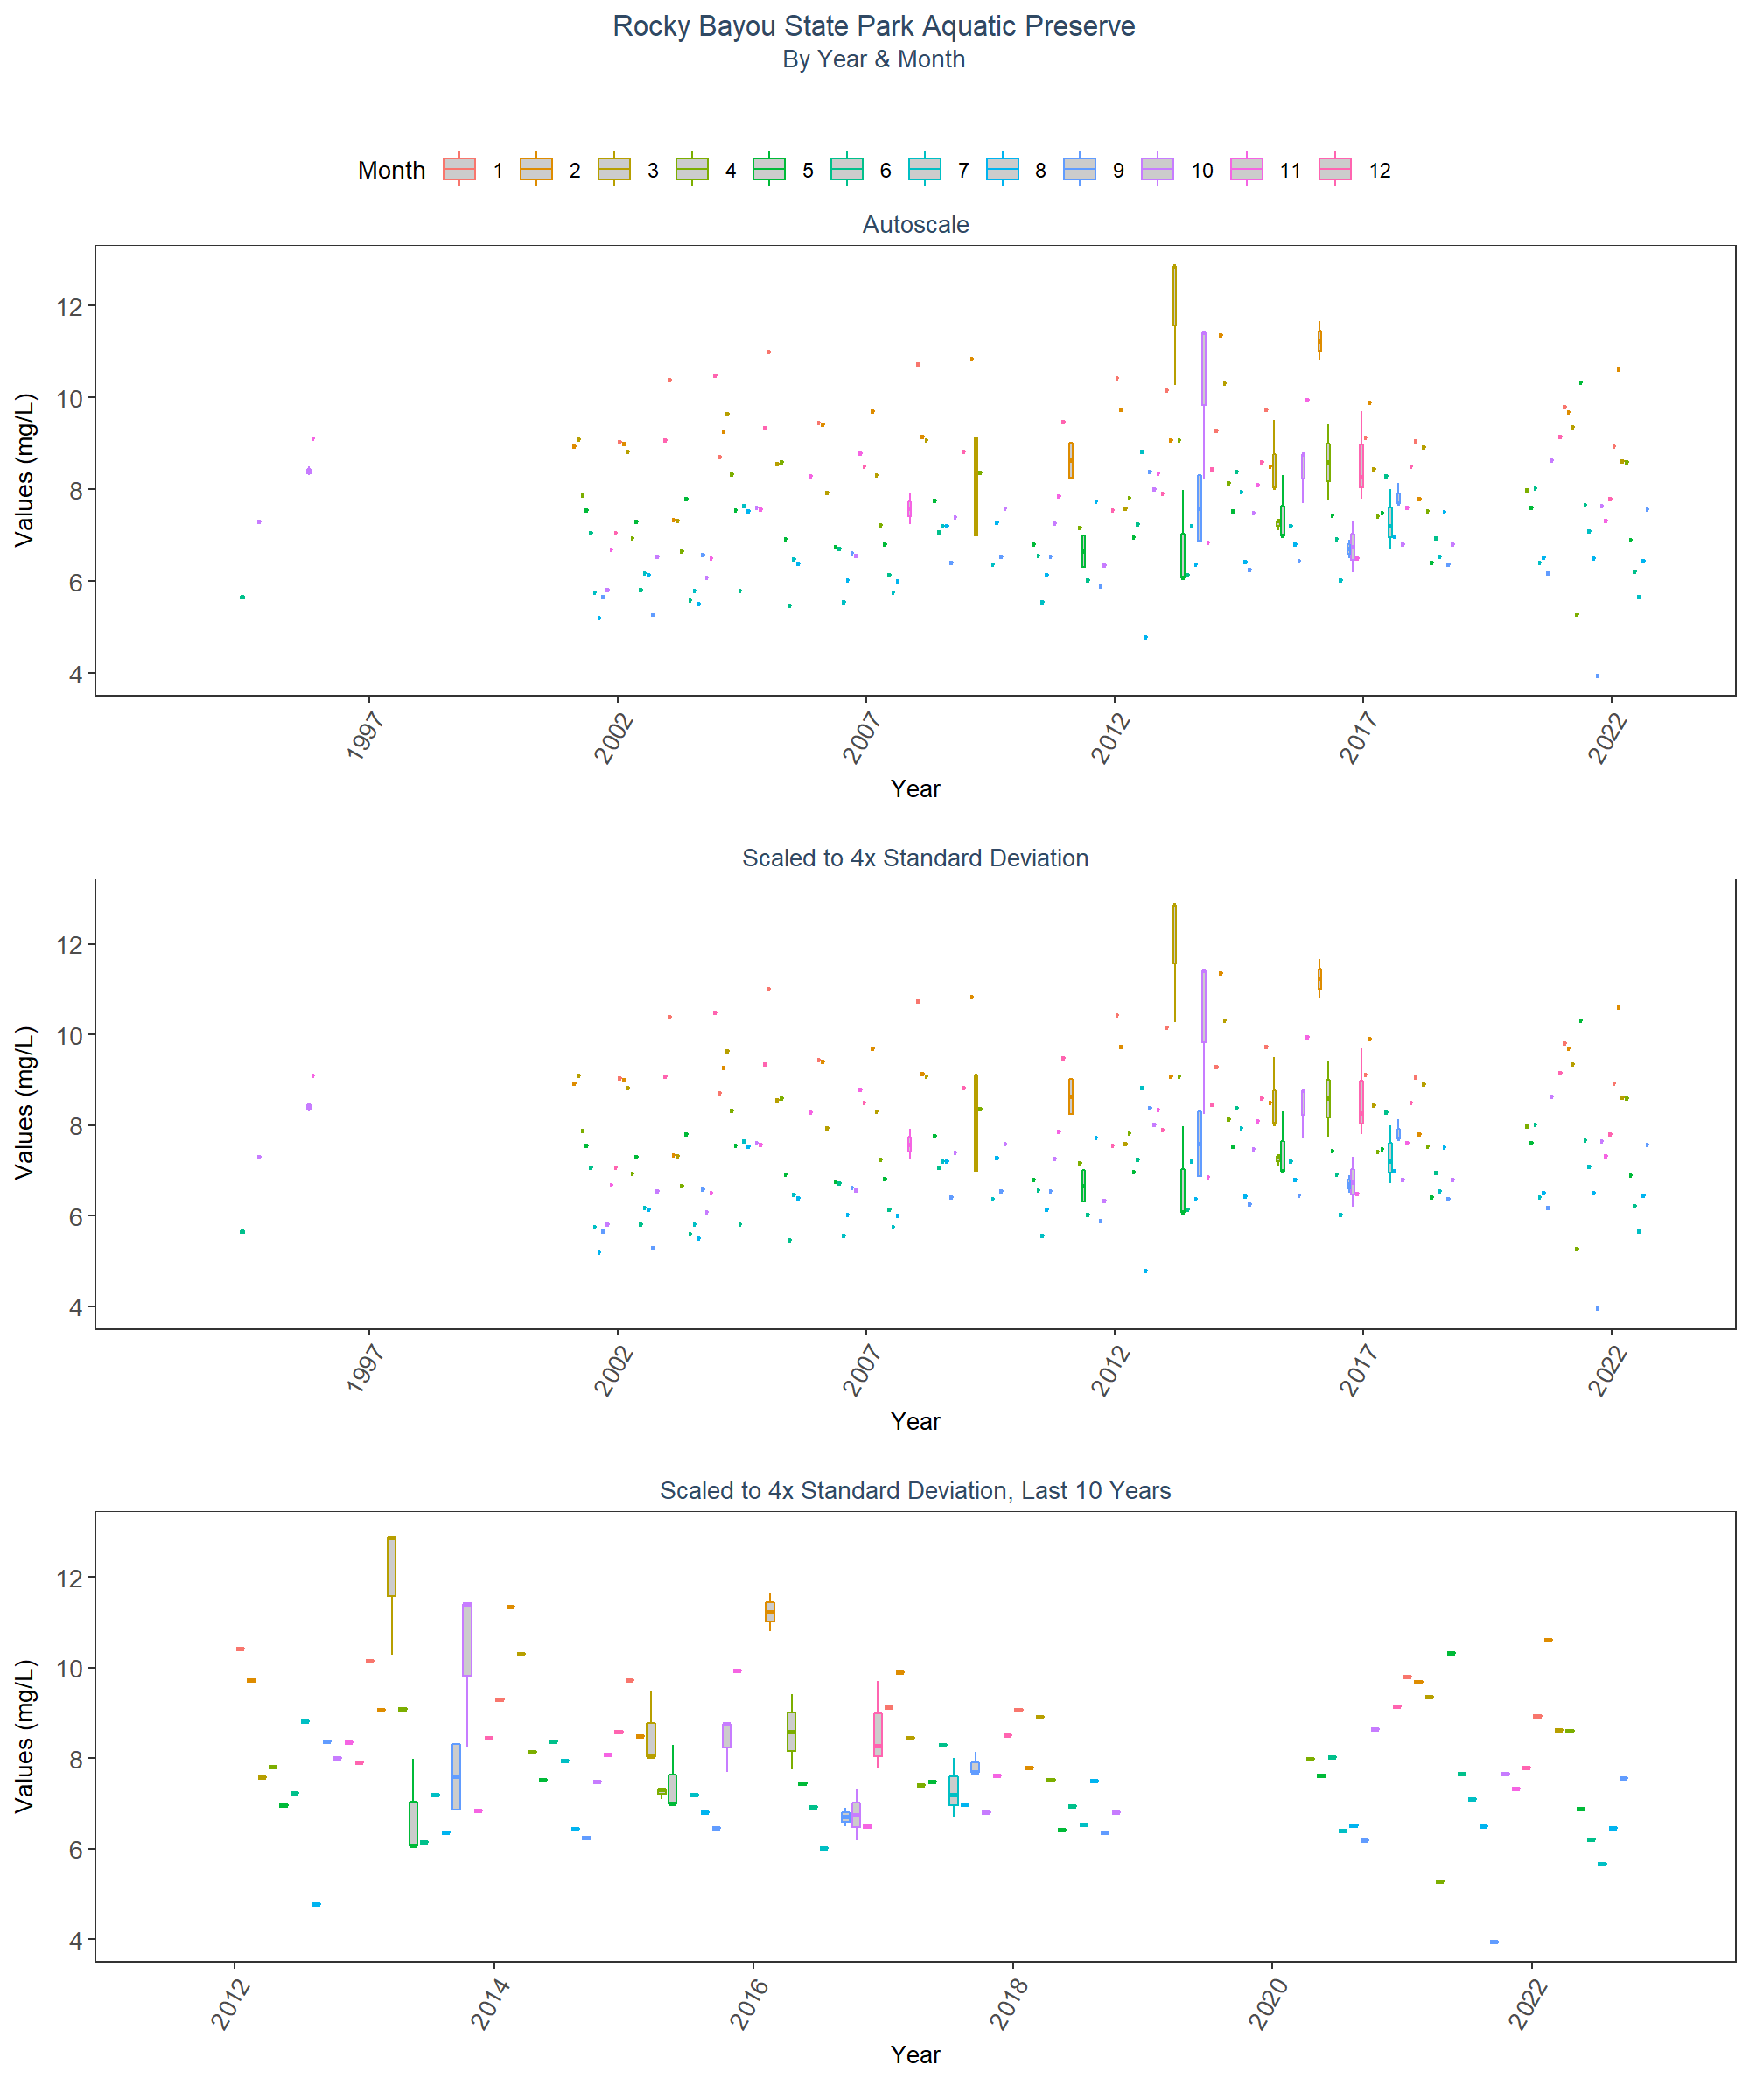 Rocky Bayou State Park Aquatic Preserve
By Year & Month
Month 1 2 3 4 5 6 7 8 9 10 11 12
Autoscale
Values (mg/L)
12
10
8
6
4
1997 2002 2007 2012 2017 2022
Year
Scaled to 4x Standard Deviation
Values (mg/L)
12
10
8
6
4
1997 2002 2007 2012 2017 2022
Year
Scaled to 4x Standard Deviation, Last 10 Years
Values (mg/L)
12
10
8
6
4
2012 2014 2016 2018 2020 2022
Year